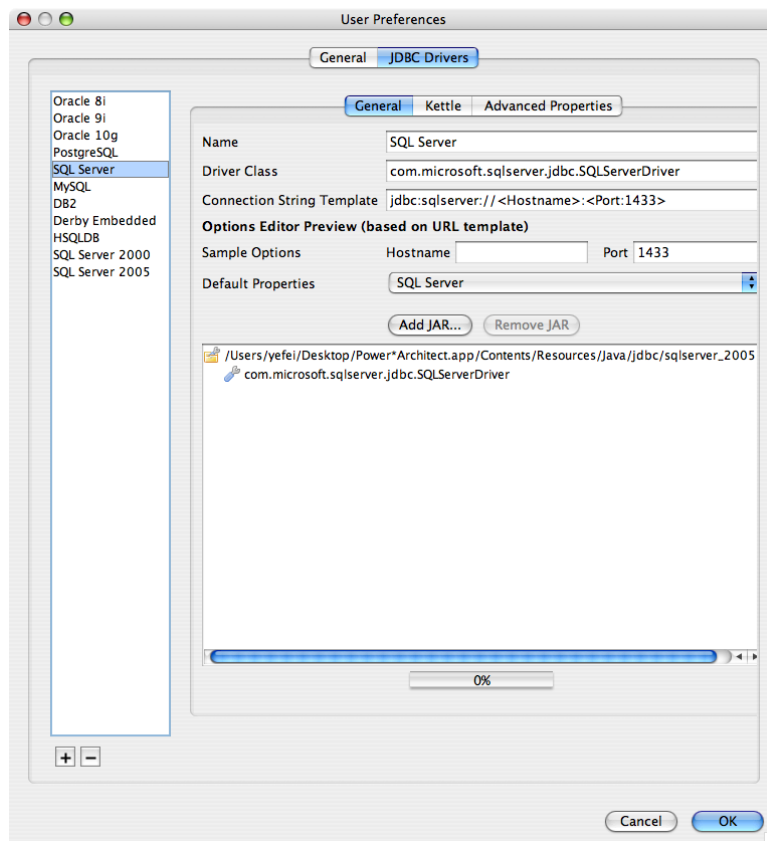 User Preferences
General JDBC Drivers
Oracle 8i
Oracle 9i
Oracle 10g
PostgreSQL
SQL Server
MySQL
DB2
Derby Embedded
HSQLDB
SQL Server 2000
SQL Server 2005
General Kettle Advanced Properties
Name SQL Server
Driver Class com.microsoft.sqlserver.jdbc.SQLServerDriver
Connection String Template jdbc:sqlserver://<Hostname>:<Port:1433>
Options Editor Preview (based on URL template)
Sample Options Hostname Port 1433
Default Properties SQL Server
Add JAR... Remove JAR
/Users/yefei/Desktop/Power*Architect.app/Contents/Resources/Java/jdbc/sqlserver_2005
com.microsoft.sqlserver.jdbc.SQLServerDriver
0%
+ −
Cancel OK